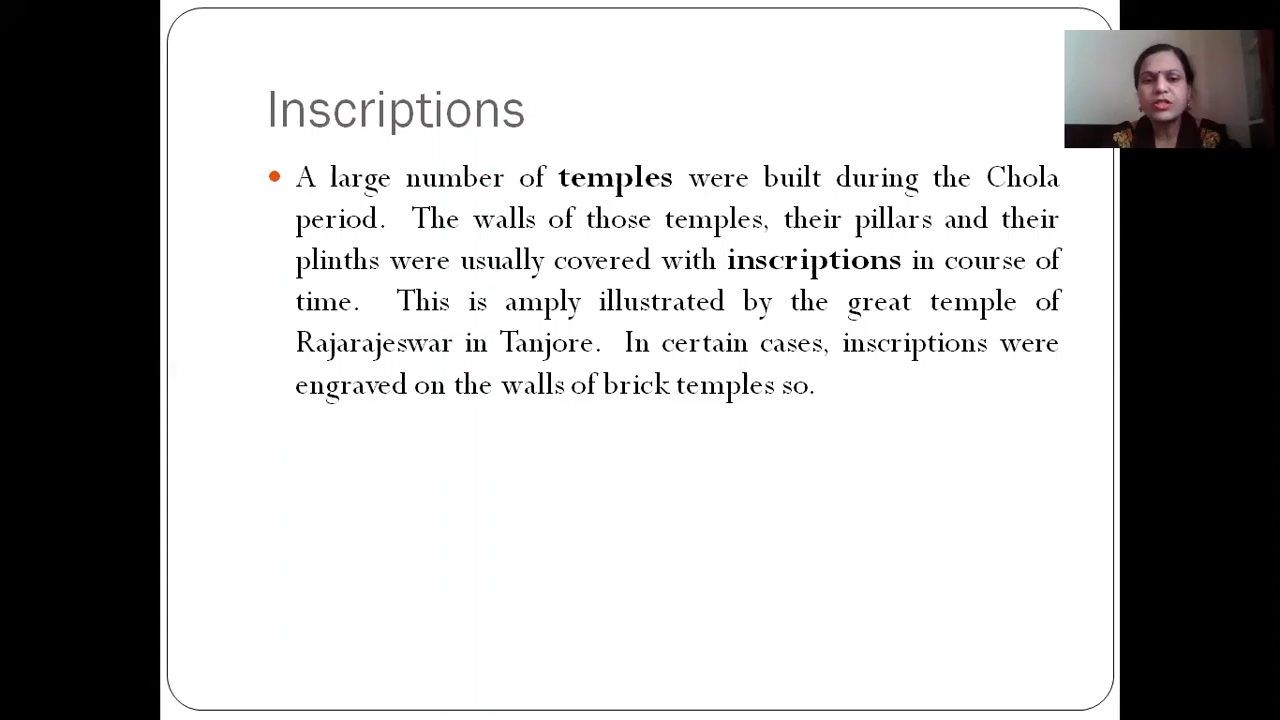 Inscriptions
A large number of temples were built during the Chola
period. The walls of those temples, their pillars and their
plinths were usually covered with inscriptions in course of
time. This is amply illustrated by the great temple of
Rajarajeswar in Tanjore. In certain cases, inscriptions were
engraved on the walls of brick temples so.